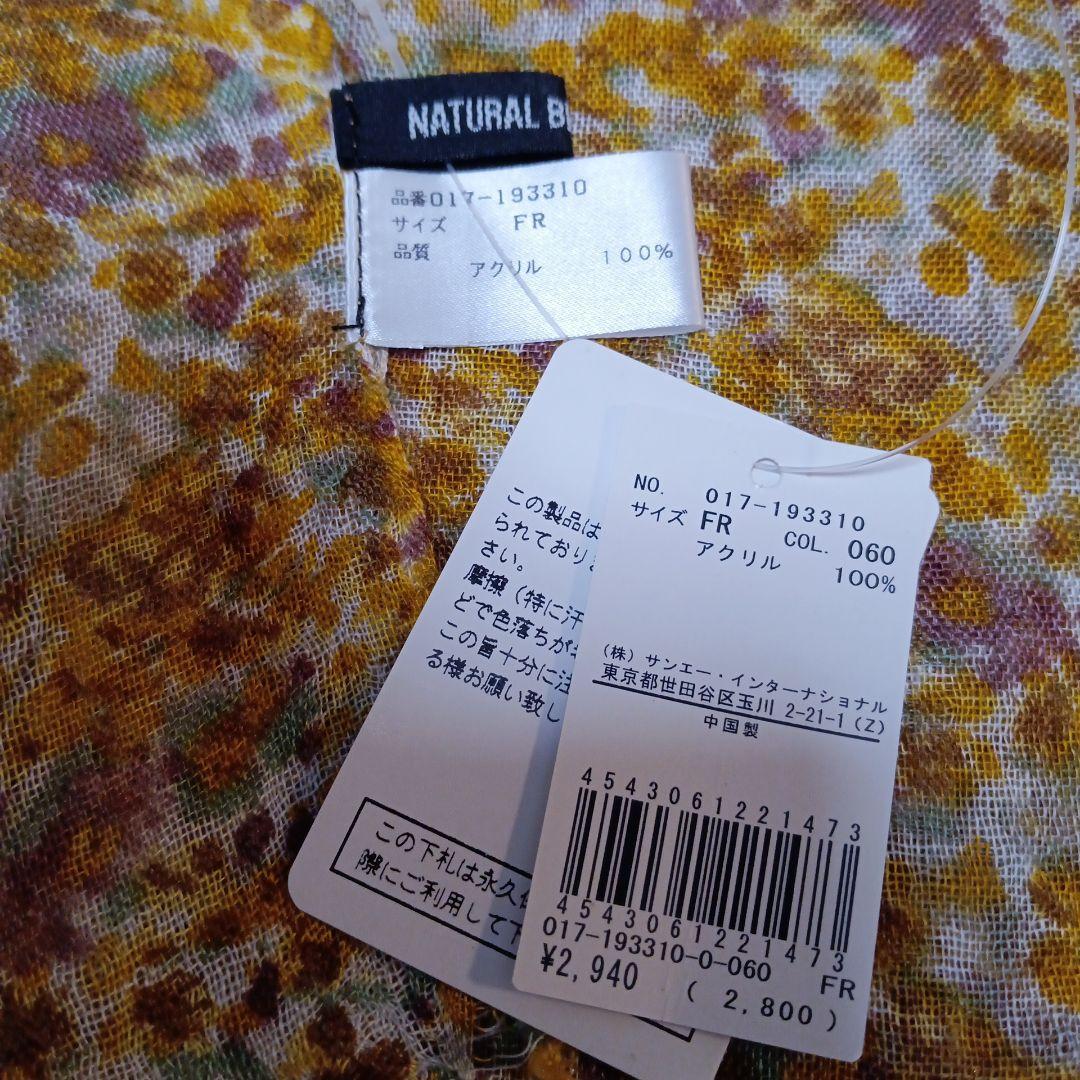 NATURAL B
品番017-193310
サイズ FR
品質
アクリル 100%
この製品は
られており
さい。
摩擦(特に汗
どで色落ちが
この旨十分に注
る様お願い致し
この下札は永久
際にご利用して下
NO. 017-193310
サイズ FR COL. 060
アクリル 100%
(株)サンエー・インターナショナル
東京都世田谷区玉川 2-21-1(Z)
中国製
4543061221473
4543061221473
017-193310-0-060 FR
¥2,940 (2,800)